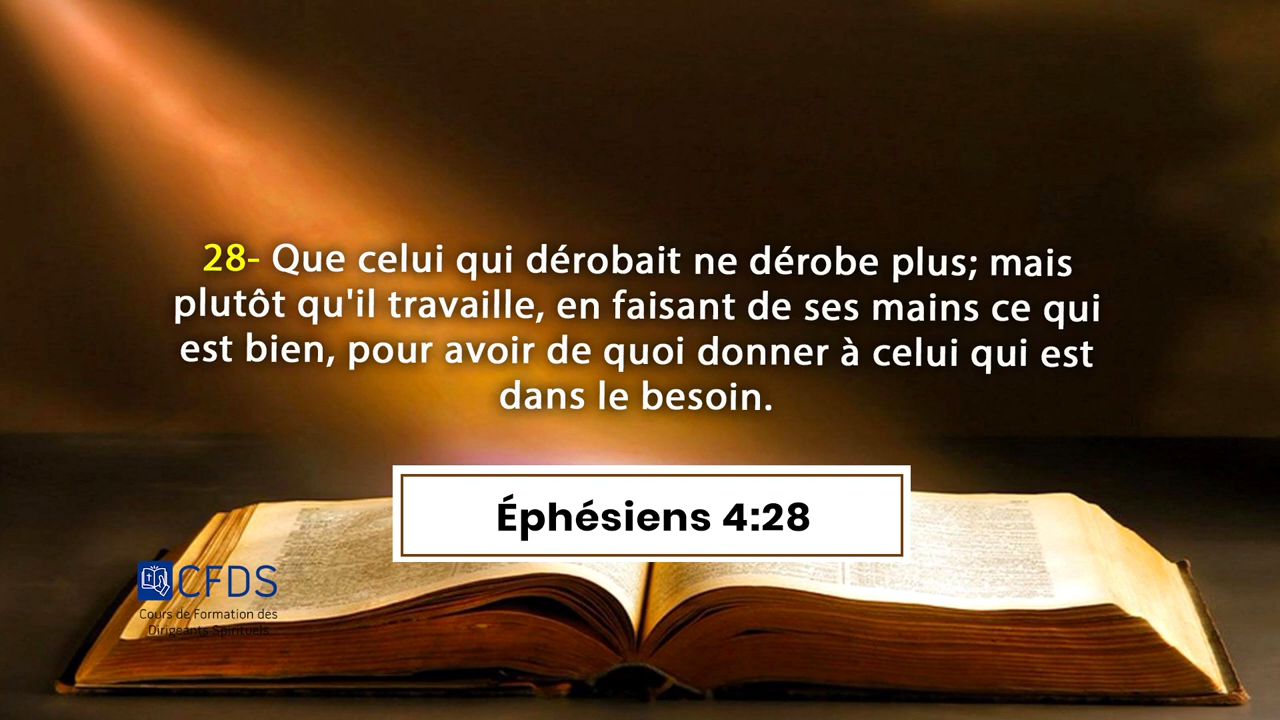 28- Que celui qui dérobait ne dérobe plus; mais
plutôt qu'il travaille, en faisant de ses mains ce qui
est bien, pour avoir de quoi donner à celui qui est
dans le besoin.
Éphésiens 4:28
CFDS
Cours de Formation des
Dirigeants Spirituels